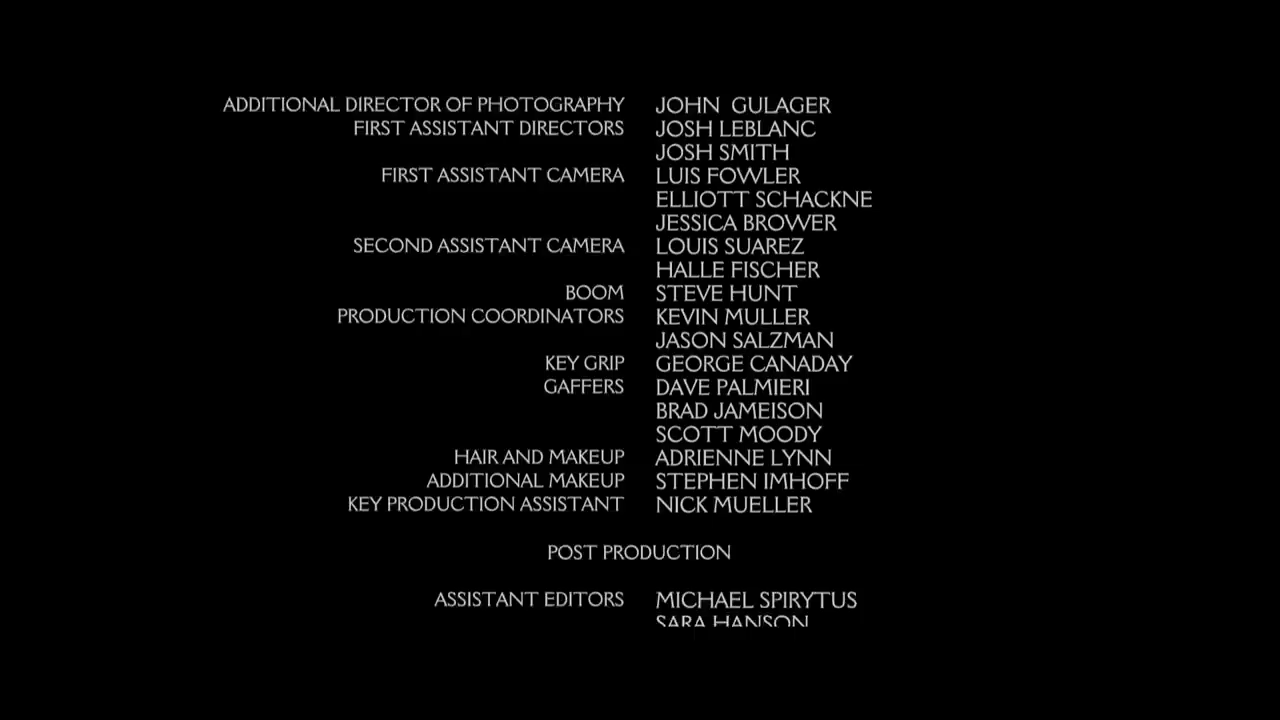 ADDITIONAL DIRECTOR OF PHOTOGRAPHY JOHN GULAGER
FIRST ASSISTANT DIRECTORS JOSH LEBLANC
JOSH SMITH
FIRST ASSISTANT CAMERA LUIS FOWLER
ELLIOTT SCHACKNE
JESSICA BROWER
SECOND ASSISTANT CAMERA LOUIS SUAREZ
HALLE FISCHER
BOOM STEVE HUNT
PRODUCTION COORDINATORS KEVIN MULLER
JASON SALZMAN
KEY GRIP GEORGE CANADAY
GAFFERS DAVE PALMIERI
BRAD JAMEISON
SCOTT MOODY
HAIR AND MAKEUP ADRIENNE LYNN
ADDITIONAL MAKEUP STEPHEN IMHOFF
KEY PRODUCTION ASSISTANT NICK MUELLER
POST PRODUCTION
ASSISTANT EDITORS MICHAEL SPIRYTUS
SARA HANSON